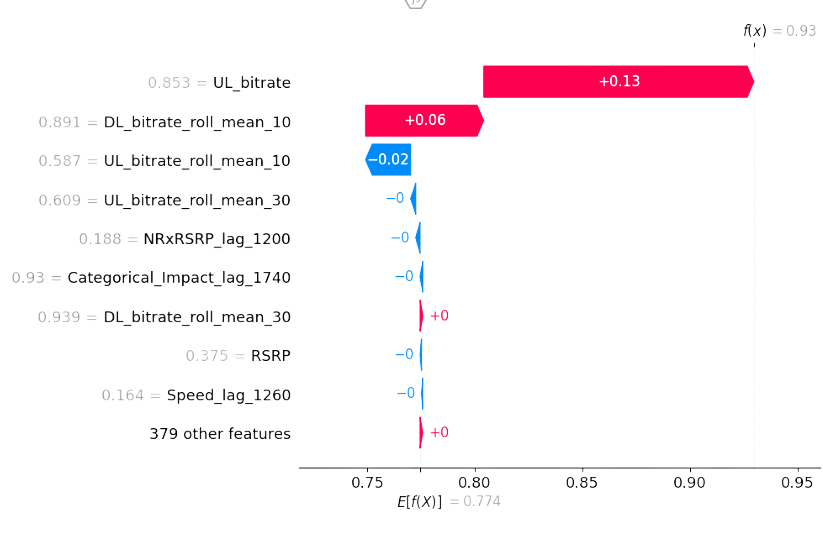 f(x) = 0.93
0.853 = UL_bitrate +0.13
0.891 = DL_bitrate_roll_mean_10 +0.06
0.587 = UL_bitrate_roll_mean_10 −0.02
0.609 = UL_bitrate_roll_mean_30 −0
0.188 = NRxRSRP_lag_1200 −0
0.93 = Categorical_Impact_lag_1740 −0
0.939 = DL_bitrate_roll_mean_30 +0
0.375 = RSRP −0
0.164 = Speed_lag_1260 −0
379 other features +0
0.75 0.80 0.85 0.90 0.95
E[f(X)] = 0.774